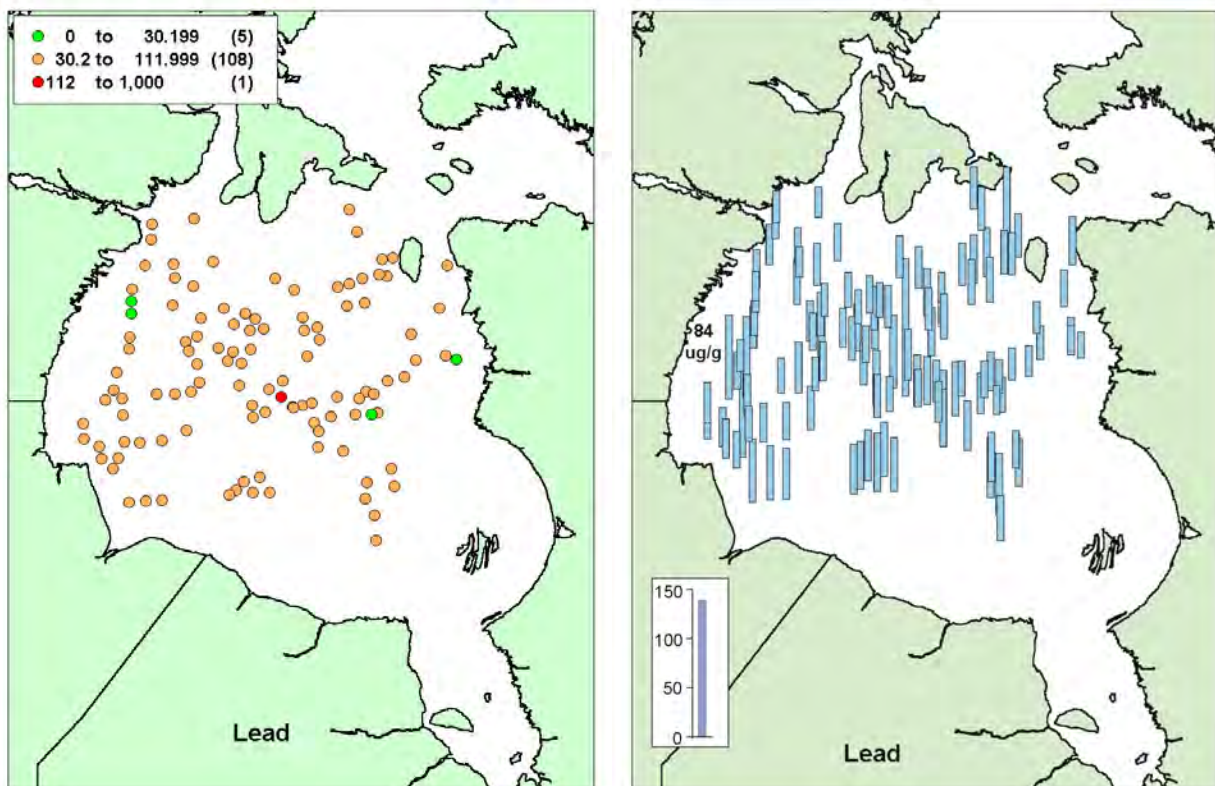 0 to 30.199 (5)
30.2 to 111.999 (108)
112 to 1,000 (1)
Lead
84
ug/g
150
100
50
0
Lead